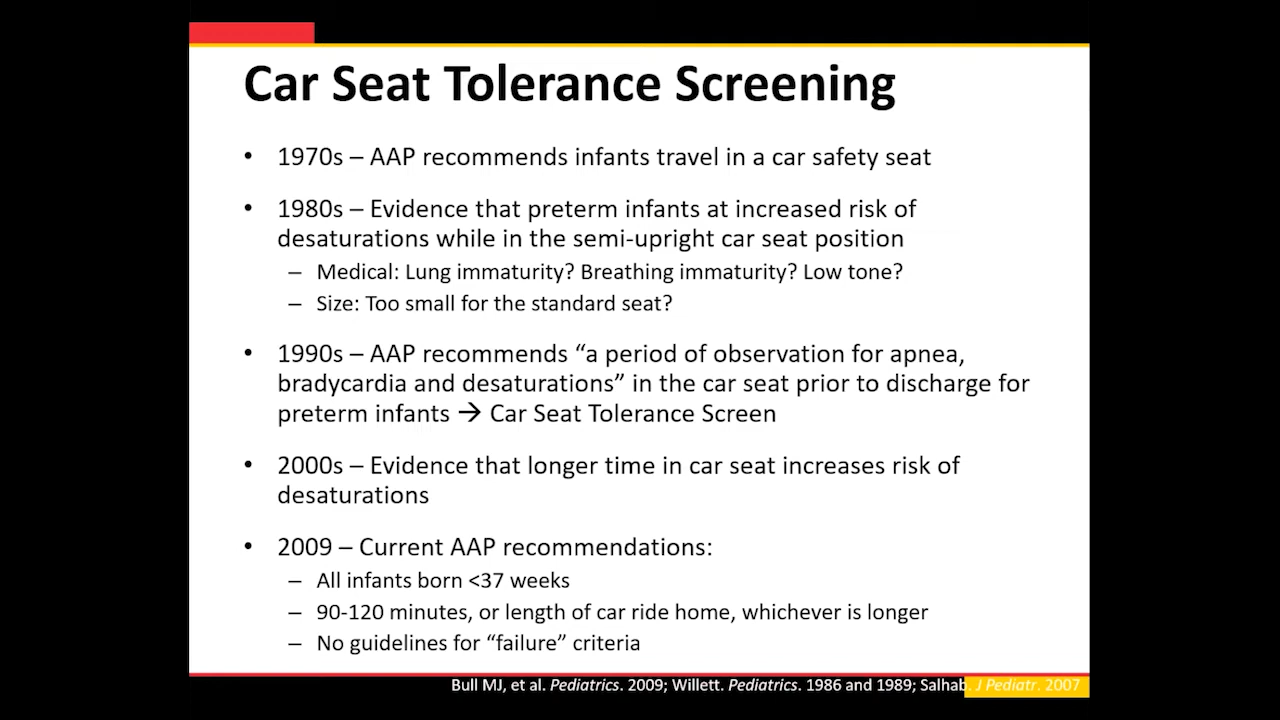 Car Seat Tolerance Screening
• 1970s – AAP recommends infants travel in a car safety seat
• 1980s – Evidence that preterm infants at increased risk of
desaturations while in the semi-upright car seat position
– Medical: Lung immaturity? Breathing immaturity? Low tone?
– Size: Too small for the standard seat?
• 1990s – AAP recommends “a period of observation for apnea,
bradycardia and desaturations” in the car seat prior to discharge for
preterm infants → Car Seat Tolerance Screen
• 2000s – Evidence that longer time in car seat increases risk of
desaturations
• 2009 – Current AAP recommendations:
– All infants born <37 weeks
– 90-120 minutes, or length of car ride home, whichever is longer
– No guidelines for “failure” criteria
Bull MJ, et al. Pediatrics. 2009; Willett. Pediatrics. 1986 and 1989; Salhab. J Pediatr. 2007